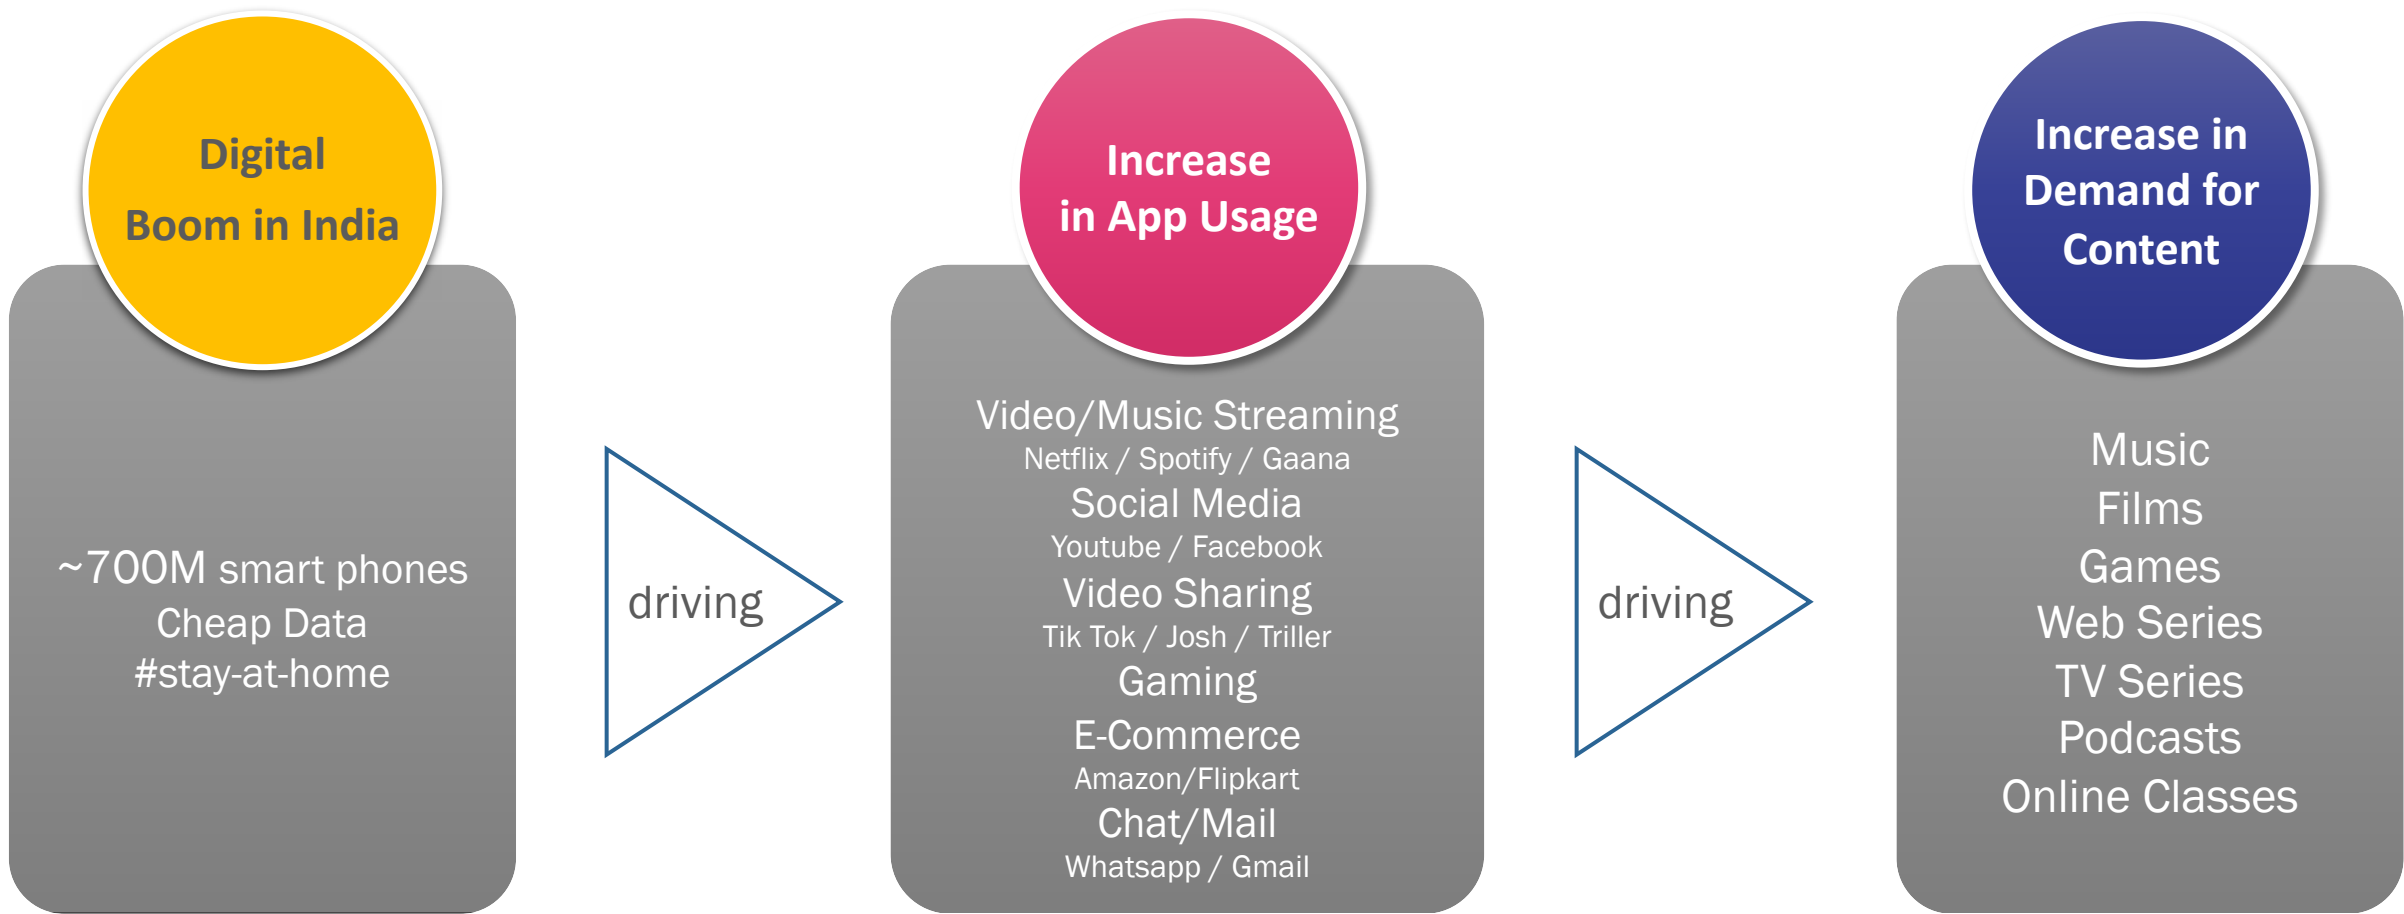 Digital
Boom in India
~700M smart phones
Cheap Data
#stay-at-home
driving
Increase
in App Usage
Video/Music Streaming
Netflix / Spotify / Gaana
Social Media
Youtube / Facebook
Video Sharing
Tik Tok / Josh / Triller
Gaming
E-Commerce
Amazon/Flipkart
Chat/Mail
Whatsapp / Gmail
driving
Increase in
Demand for
Content
Music
Films
Games
Web Series
TV Series
Podcasts
Online Classes